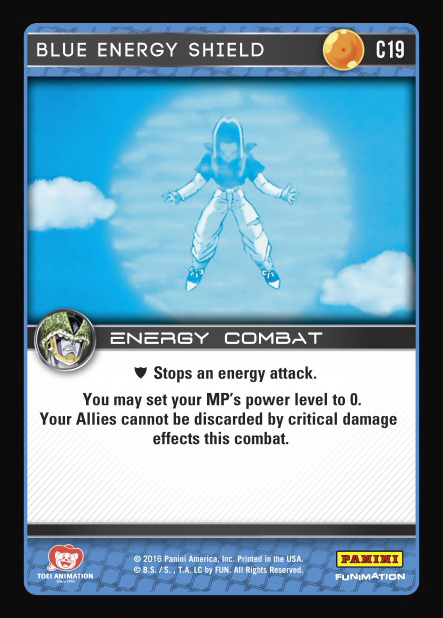 BLUE ENERGY SHIELD C19
ENERGY COMBAT
Stops an energy attack.
You may set your MP's power level to 0.
Your Allies cannot be discarded by critical damage
effects this combat.
TOEI ANIMATION
© 2016 Panini America, Inc. Printed in the USA.
© B.S. / S. , T.A. LC by FUN. All Rights Reserved.
PANINI
FUNIMATION